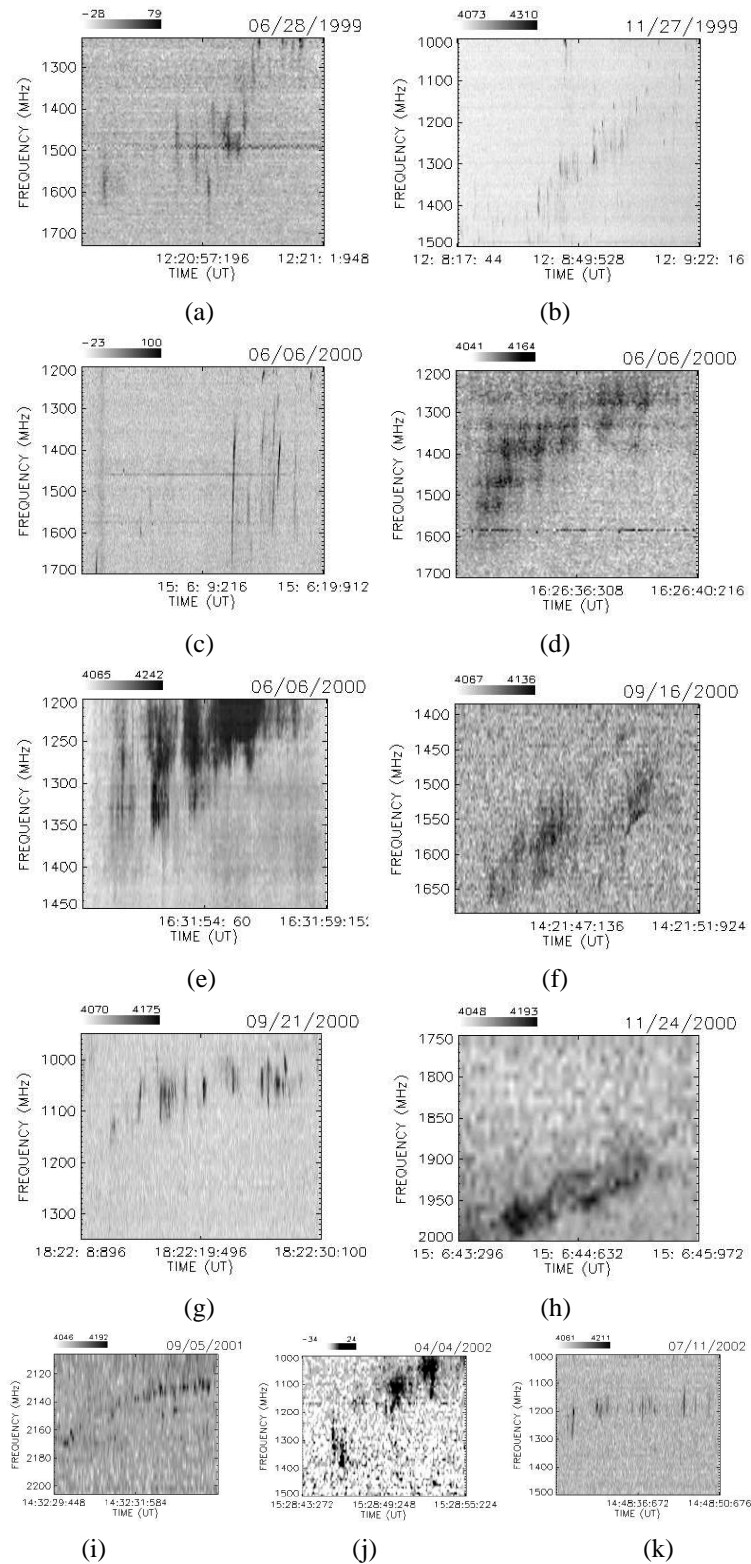 −28 79 06/28/1999
FREQUENCY (MHz)
1300
1400
1500
1600
1700
12:20:57:196 12:21: 1:948
TIME (UT)
(a)
4073 4310 11/27/1999
FREQUENCY (MHz)
1000
1100
1200
1300
1400
1500
12: 8:17: 44 12: 8:49:528 12: 9:22: 16
TIME (UT)
(b)
−23 100 06/06/2000
FREQUENCY (MHz)
1200
1300
1400
1500
1600
1700
15: 6: 9:216 15: 6:19:912
TIME (UT)
(c)
4041 4164 06/06/2000
FREQUENCY (MHz)
1200
1300
1400
1500
1600
1700
16:26:36:308 16:26:40:216
TIME (UT)
(d)
4065 4242 06/06/2000
FREQUENCY (MHz)
1200
1250
1300
1350
1400
1450
16:31:54: 60 16:31:59:15
TIME (UT)
(e)
4067 4136 09/16/2000
FREQUENCY (MHz)
1400
1450
1500
1550
1600
1650
14:21:47:136 14:21:51:924
TIME (UT)
(f)
4070 4175 09/21/2000
FREQUENCY (MHz)
1000
1100
1200
1300
18:22: 8:896 18:22:19:496 18:22:30:100
TIME (UT)
(g)
4048 4193 11/24/2000
FREQUENCY (MHz)
1750
1800
1850
1900
1950
2000
15: 6:43:296 15: 6:44:632 15: 6:45:972
TIME (UT)
(h)
4046 4192 09/05/2001
FREQUENCY (MHz)
2120
2140
2160
2180
2200
14:32:29:448 14:32:31:584
TIME (UT)
(i)
−34 24 04/04/2002
FREQUENCY (MHz)
1000
1100
1200
1300
1400
1500
15:28:43:272 15:28:49:248 15:28:55:224
TIME (UT)
(j)
4061 4211 07/11/2002
FREQUENCY (MHz)
1000
1100
1200
1300
1400
1500
14:48:36:672 14:48:50:676
TIME (UT)
(k)